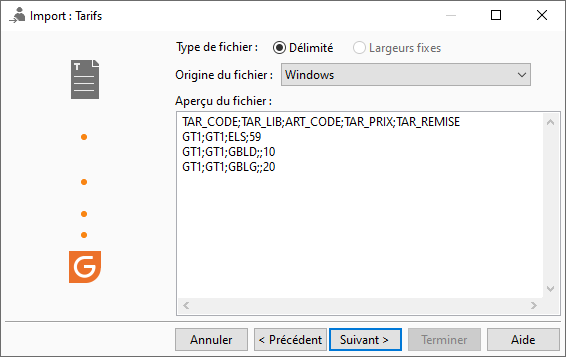 Import : Tarifs
Type de fichier : Délimité Largeurs fixes
Origine du fichier : Windows
Aperçu du fichier :
TAR_CODE;TAR_LIB;ART_CODE;TAR_PRIX;TAR_REMISE
GT1;GT1;ELS;59
GT1;GT1;GBLD;;10
GT1;GT1;GBLG;;20
Annuler < Précédent Suivant > Terminer Aide